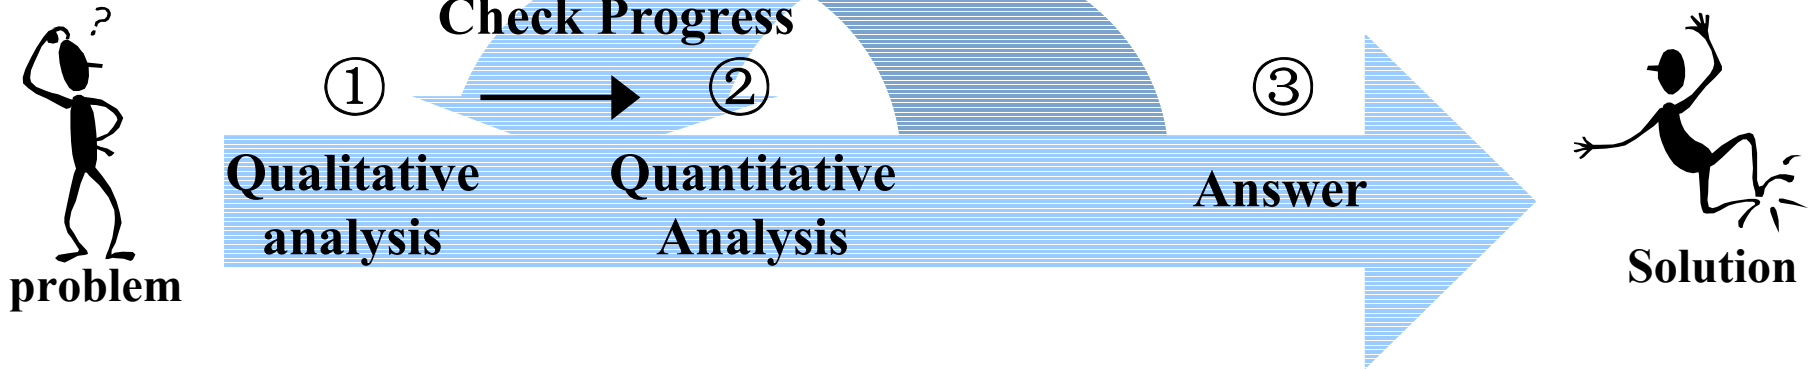 ?
Check Progress
① ② ③
Qualitative
analysis
Quantitative
Analysis
Answer
problem
Solution